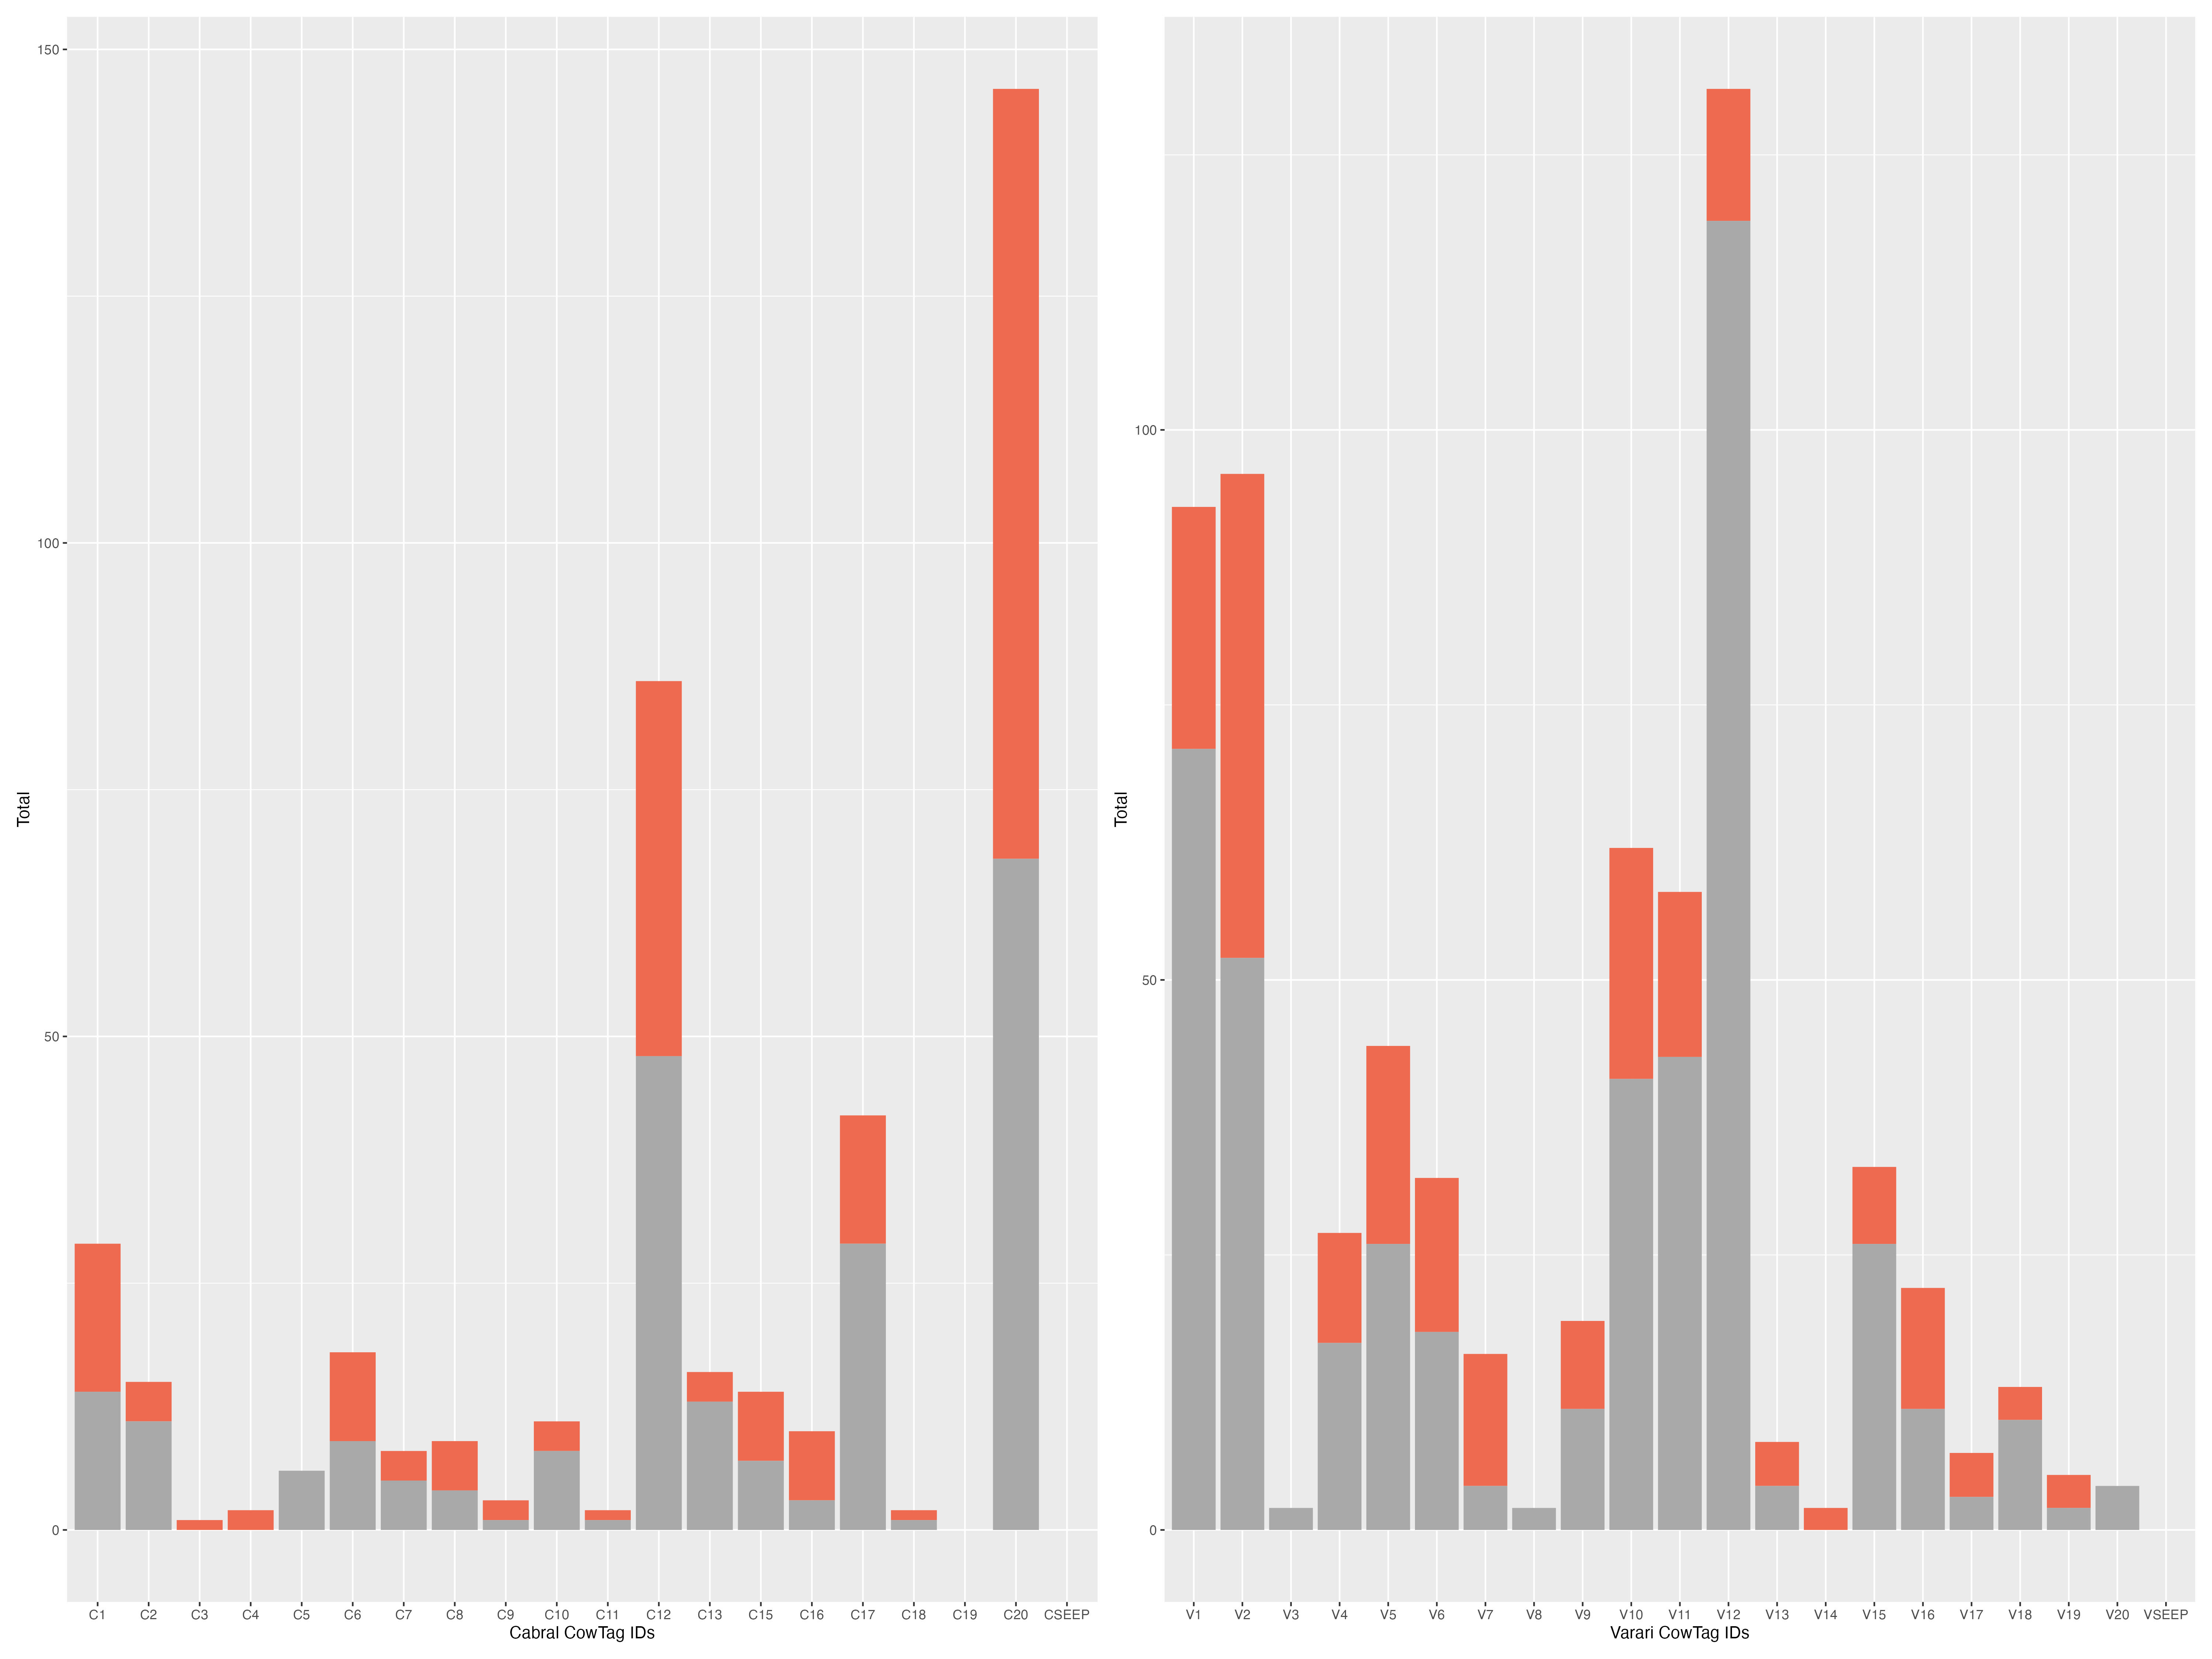 150
100
50
0
Total
C1 C2 C3 C4 C5 C6 C7 C8 C9 C10 C11 C12 C13 C15 C16 C17 C18 C19 C20 CSEEP
Cabral CowTag IDs
100
50
0
Total
V1 V2 V3 V4 V5 V6 V7 V8 V9 V10 V11 V12 V13 V14 V15 V16 V17 V18 V19 V20 VSEEP
Varari CowTag IDs